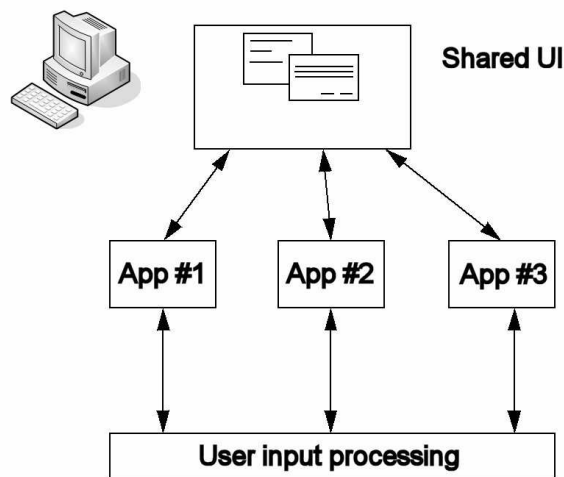 Shared UI
App #1
App #2
App #3
User input processing